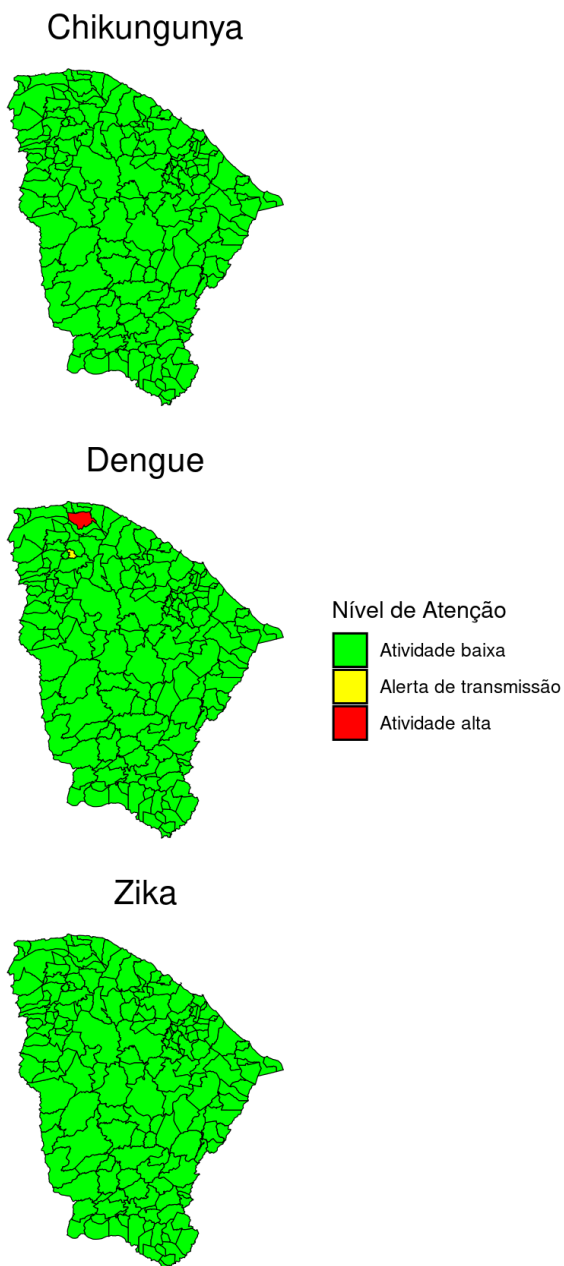 Chikungunya
Dengue
Nível de Atenção
Atividade baixa
Alerta de transmissão
Atividade alta
Zika